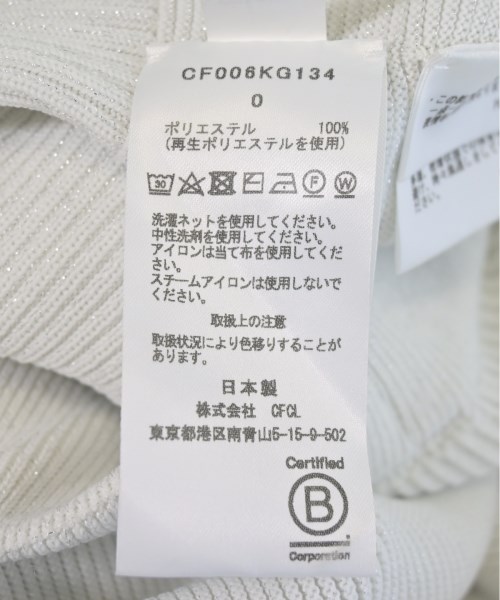 CF006KG134
0
ポリエステル 100%
(再生ポリエステルを使用)
30 F W
洗濯ネットを使用してください。
中性洗剤を使用してください。
アイロンは当て布を使用してくだ
さい。
スチームアイロンは使用しないで
ください。
取扱上の注意
取扱状況により色移りすることが
あります。
日本製
株式会社 CFCL
東京都港区南青山5-15-9-502
Certified
B
Corporation